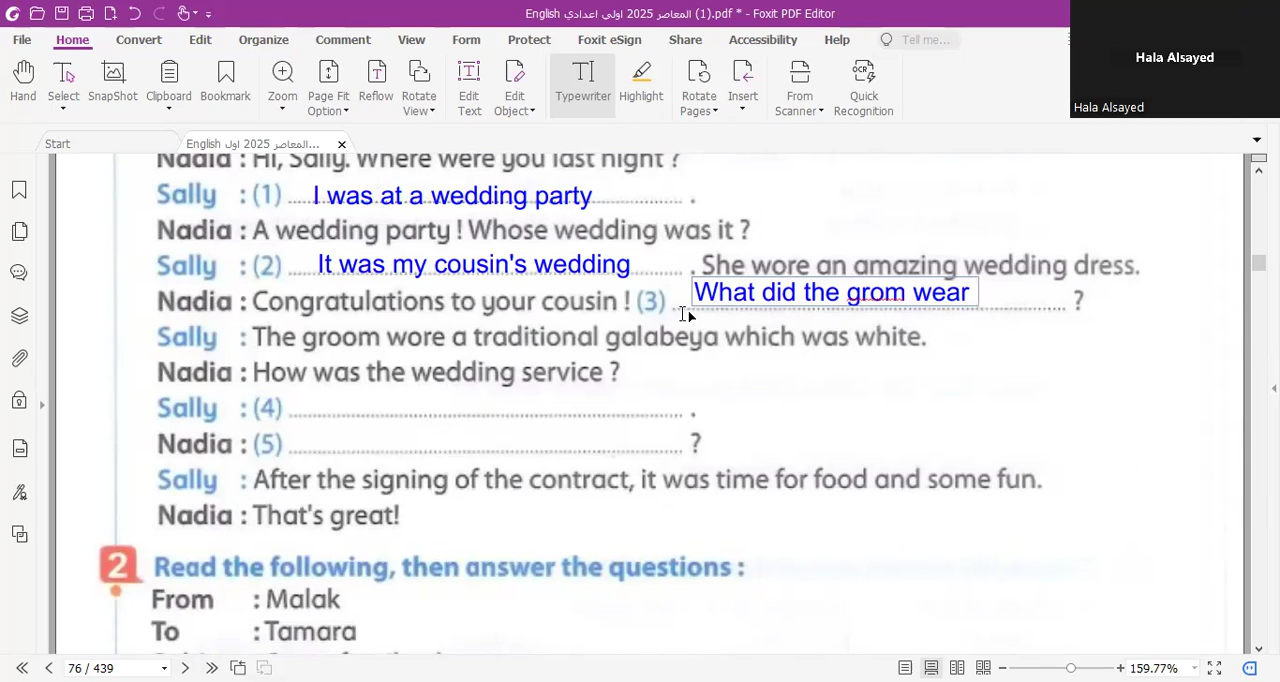 English المعاصر 2025 اولي اعدادي (1).pdf * - Foxit PDF Editor
File Home Convert Edit Organize Comment View Form Protect Foxit eSign Share Accessibility Help Tell me...
Hand Select SnapShot Clipboard Bookmark Zoom Page Fit Option Reflow Rotate View Edit Text Edit Object Typewriter Highlight Rotate Pages Insert From Scanner Quick Recognition
OCR
Hala Alsayed
Hala Alsayed
Start
English المعاصر 2025 اول...
Nadia : Hi, Sally. Where were you last night ?
Sally : (1) I was at a wedding party .
Nadia : A wedding party ! Whose wedding was it ?
Sally : (2) It was my cousin's wedding . She wore an amazing wedding dress.
Nadia : Congratulations to your cousin ! (3) What did the grom wear ?
Sally : The groom wore a traditional galabeya which was white.
Nadia : How was the wedding service ?
Sally : (4) .
Nadia : (5) ?
Sally : After the signing of the contract, it was time for food and some fun.
Nadia : That's great!
2 Read the following, then answer the questions :
From : Malak
To : Tamara
76 / 439
159.77%